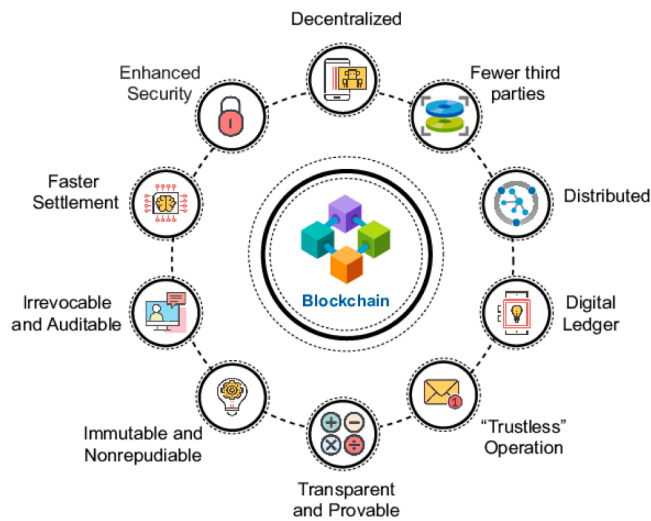 Decentralized
Fewer third
parties
Distributed
Digital
Ledger
“Trustless”
Operation
Transparent
and Provable
Immutable and
Nonrepudiable
Irrevocable
and Auditable
Faster
Settlement
Enhanced
Security
Blockchain
1